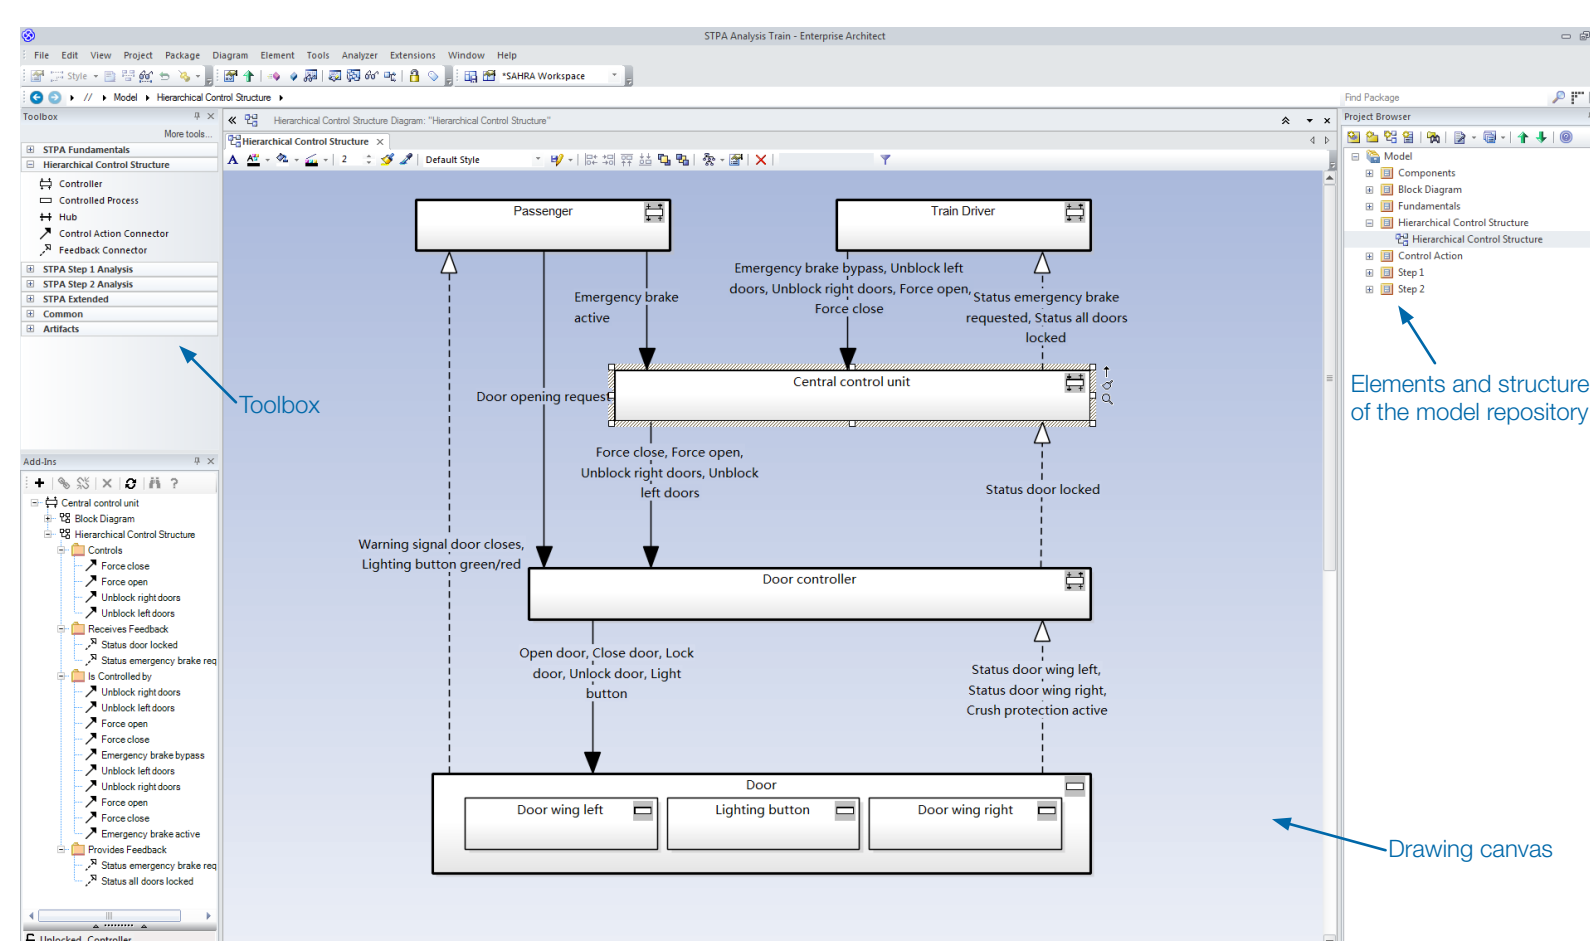 STPA Analysis Train - Enterprise Architect
File Edit View Project Package Diagram Element Tools Analyzer Extensions Window Help
Style
*SAHRA Workspace
// Model Hierarchical Control Structure
Find Package
Toolbox
More tools...
STPA Fundamentals
Hierarchical Control Structure
Controller
Controlled Process
Hub
Control Action Connector
Feedback Connector
STPA Step 1 Analysis
STPA Step 2 Analysis
STPA Extended
Common
Artifacts
Toolbox
Add-Ins
Central control unit
Block Diagram
Hierarchical Control Structure
Controls
Force close
Force open
Unblock right doors
Unblock left doors
Receives Feedback
Status door locked
Status emergency brake req
Is Controlled by
Unblock right doors
Unblock left doors
Force open
Force close
Emergency brake bypass
Unblock left doors
Unblock right doors
Force open
Force close
Emergency brake active
Provides Feedback
Status emergency brake req
Status all doors locked
Unlocked Controller
Hierarchical Control Structure Diagram: "Hierarchical Control Structure"
Hierarchical Control Structure
2
Default Style
Passenger
Train Driver
Emergency brake
active
Emergency brake bypass, Unblock left
doors, Unblock right doors, Force open,
Force close
Status emergency brake
requested, Status all doors
locked
Central control unit
Door opening request
Force close, Force open,
Unblock right doors, Unblock
left doors
Status door locked
Warning signal door closes,
Lighting button green/red
Door controller
Open door, Close door, Lock
door, Unlock door, Light
button
Status door wing left,
Status door wing right,
Crush protection active
Door
Door wing left
Lighting button
Door wing right
Project Browser
Model
Components
Block Diagram
Fundamentals
Hierarchical Control Structure
Hierarchical Control Structure
Control Action
Step 1
Step 2
Elements and structure
of the model repository
Drawing canvas